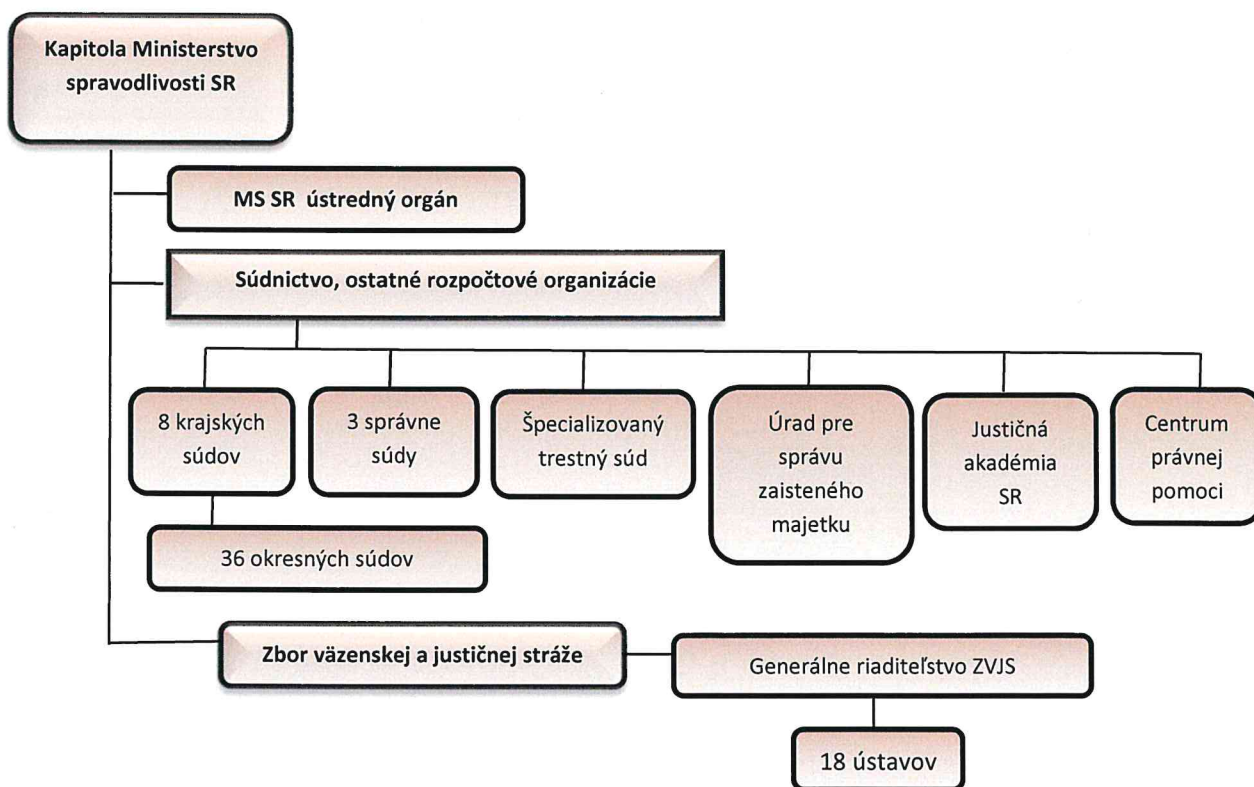 Kapitola Ministerstvo
spravodlivosti SR
MS SR ústredný orgán
Súdnictvo, ostatné rozpočtové organizácie
8 krajských
súdov
3 správne
súdy
Špecializovaný
trestný súd
Úrad pre
správu
zaisteného
majetku
Justičná
akadémia
SR
Centrum
právnej
pomoci
36 okresných súdov
Zbor väzenskej a justičnej stráže
Generálne riaditeľstvo ZVJS
18 ústavov